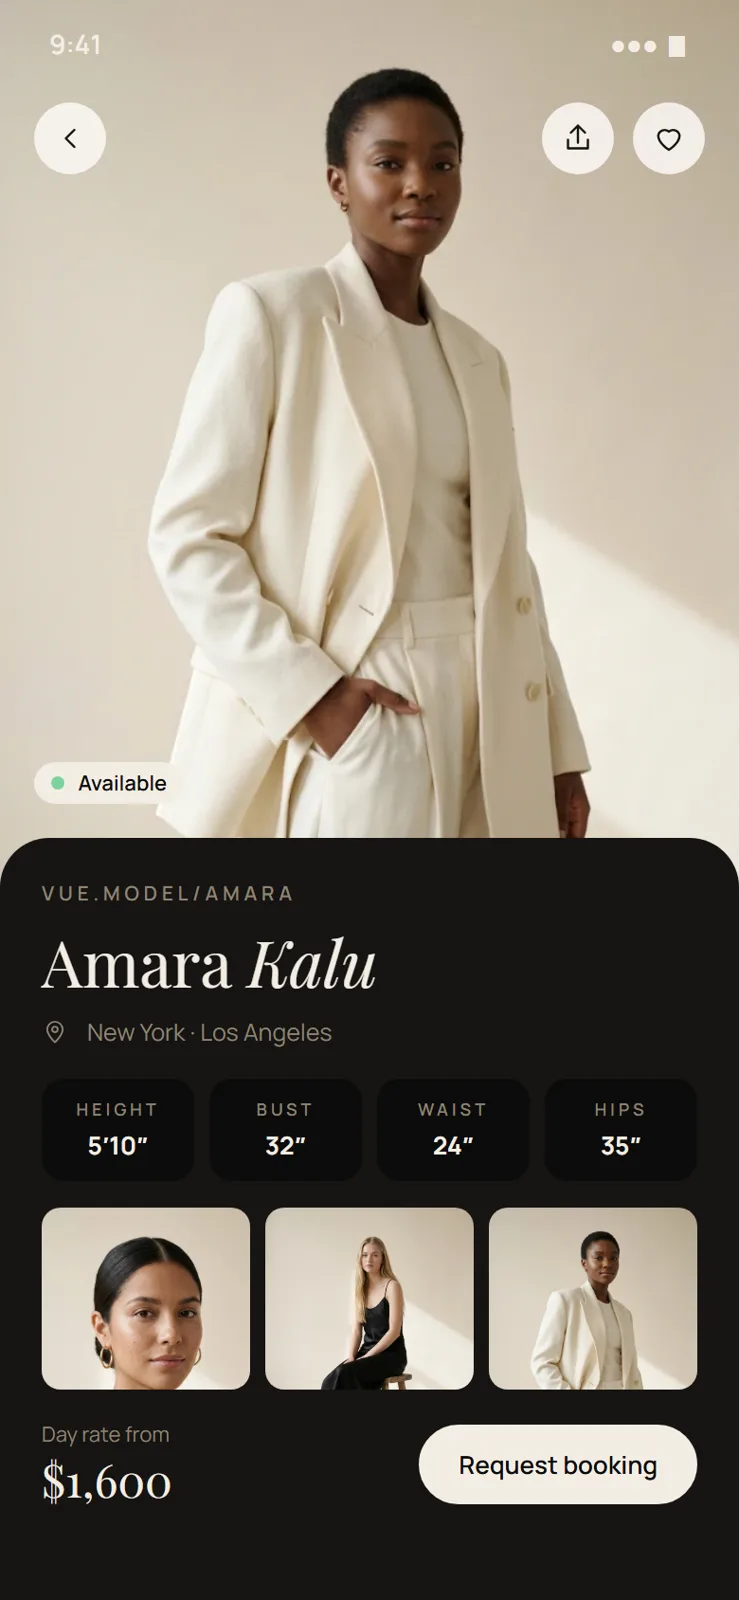 9:41
Available
VUE.MODEL/AMARA
Amara Kalu
New York · Los Angeles
HEIGHT BUST WAIST HIPS
5′10″ 32″ 24″ 35″
Day rate from
$1,600
Request booking